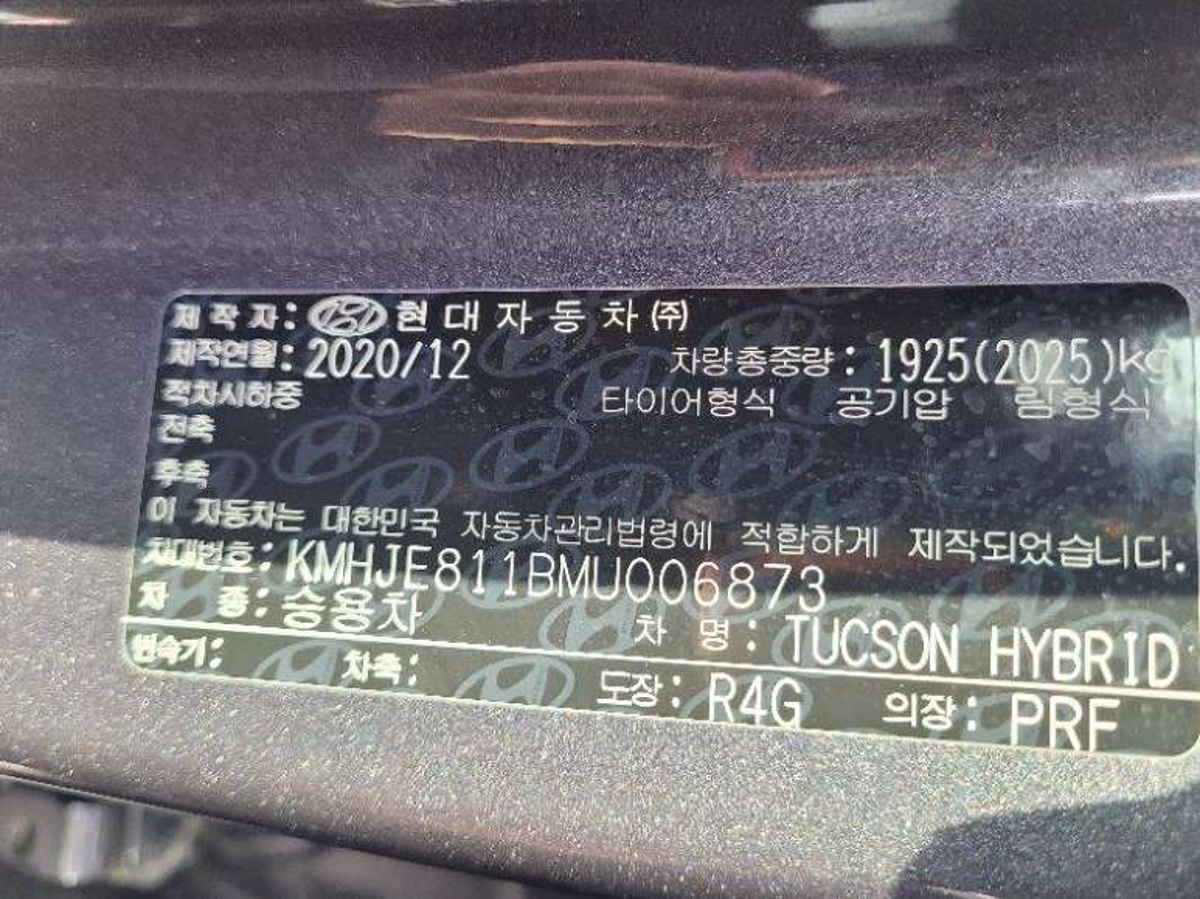 제작자: 현대자동차㈜
제작연월: 2020/12 차량총중량: 1925(2025)kg
적차시하중 타이어형식 공기압 림형식
전축
후축
이 자동차는 대한민국 자동차관리법령에 적합하게 제작되었습니다.
차대번호: KMHJE811BMU006873
차 종: 승용차 차 명: TUCSON HYBRID
변속기: 차축: 도장: R4G 의장: PRF